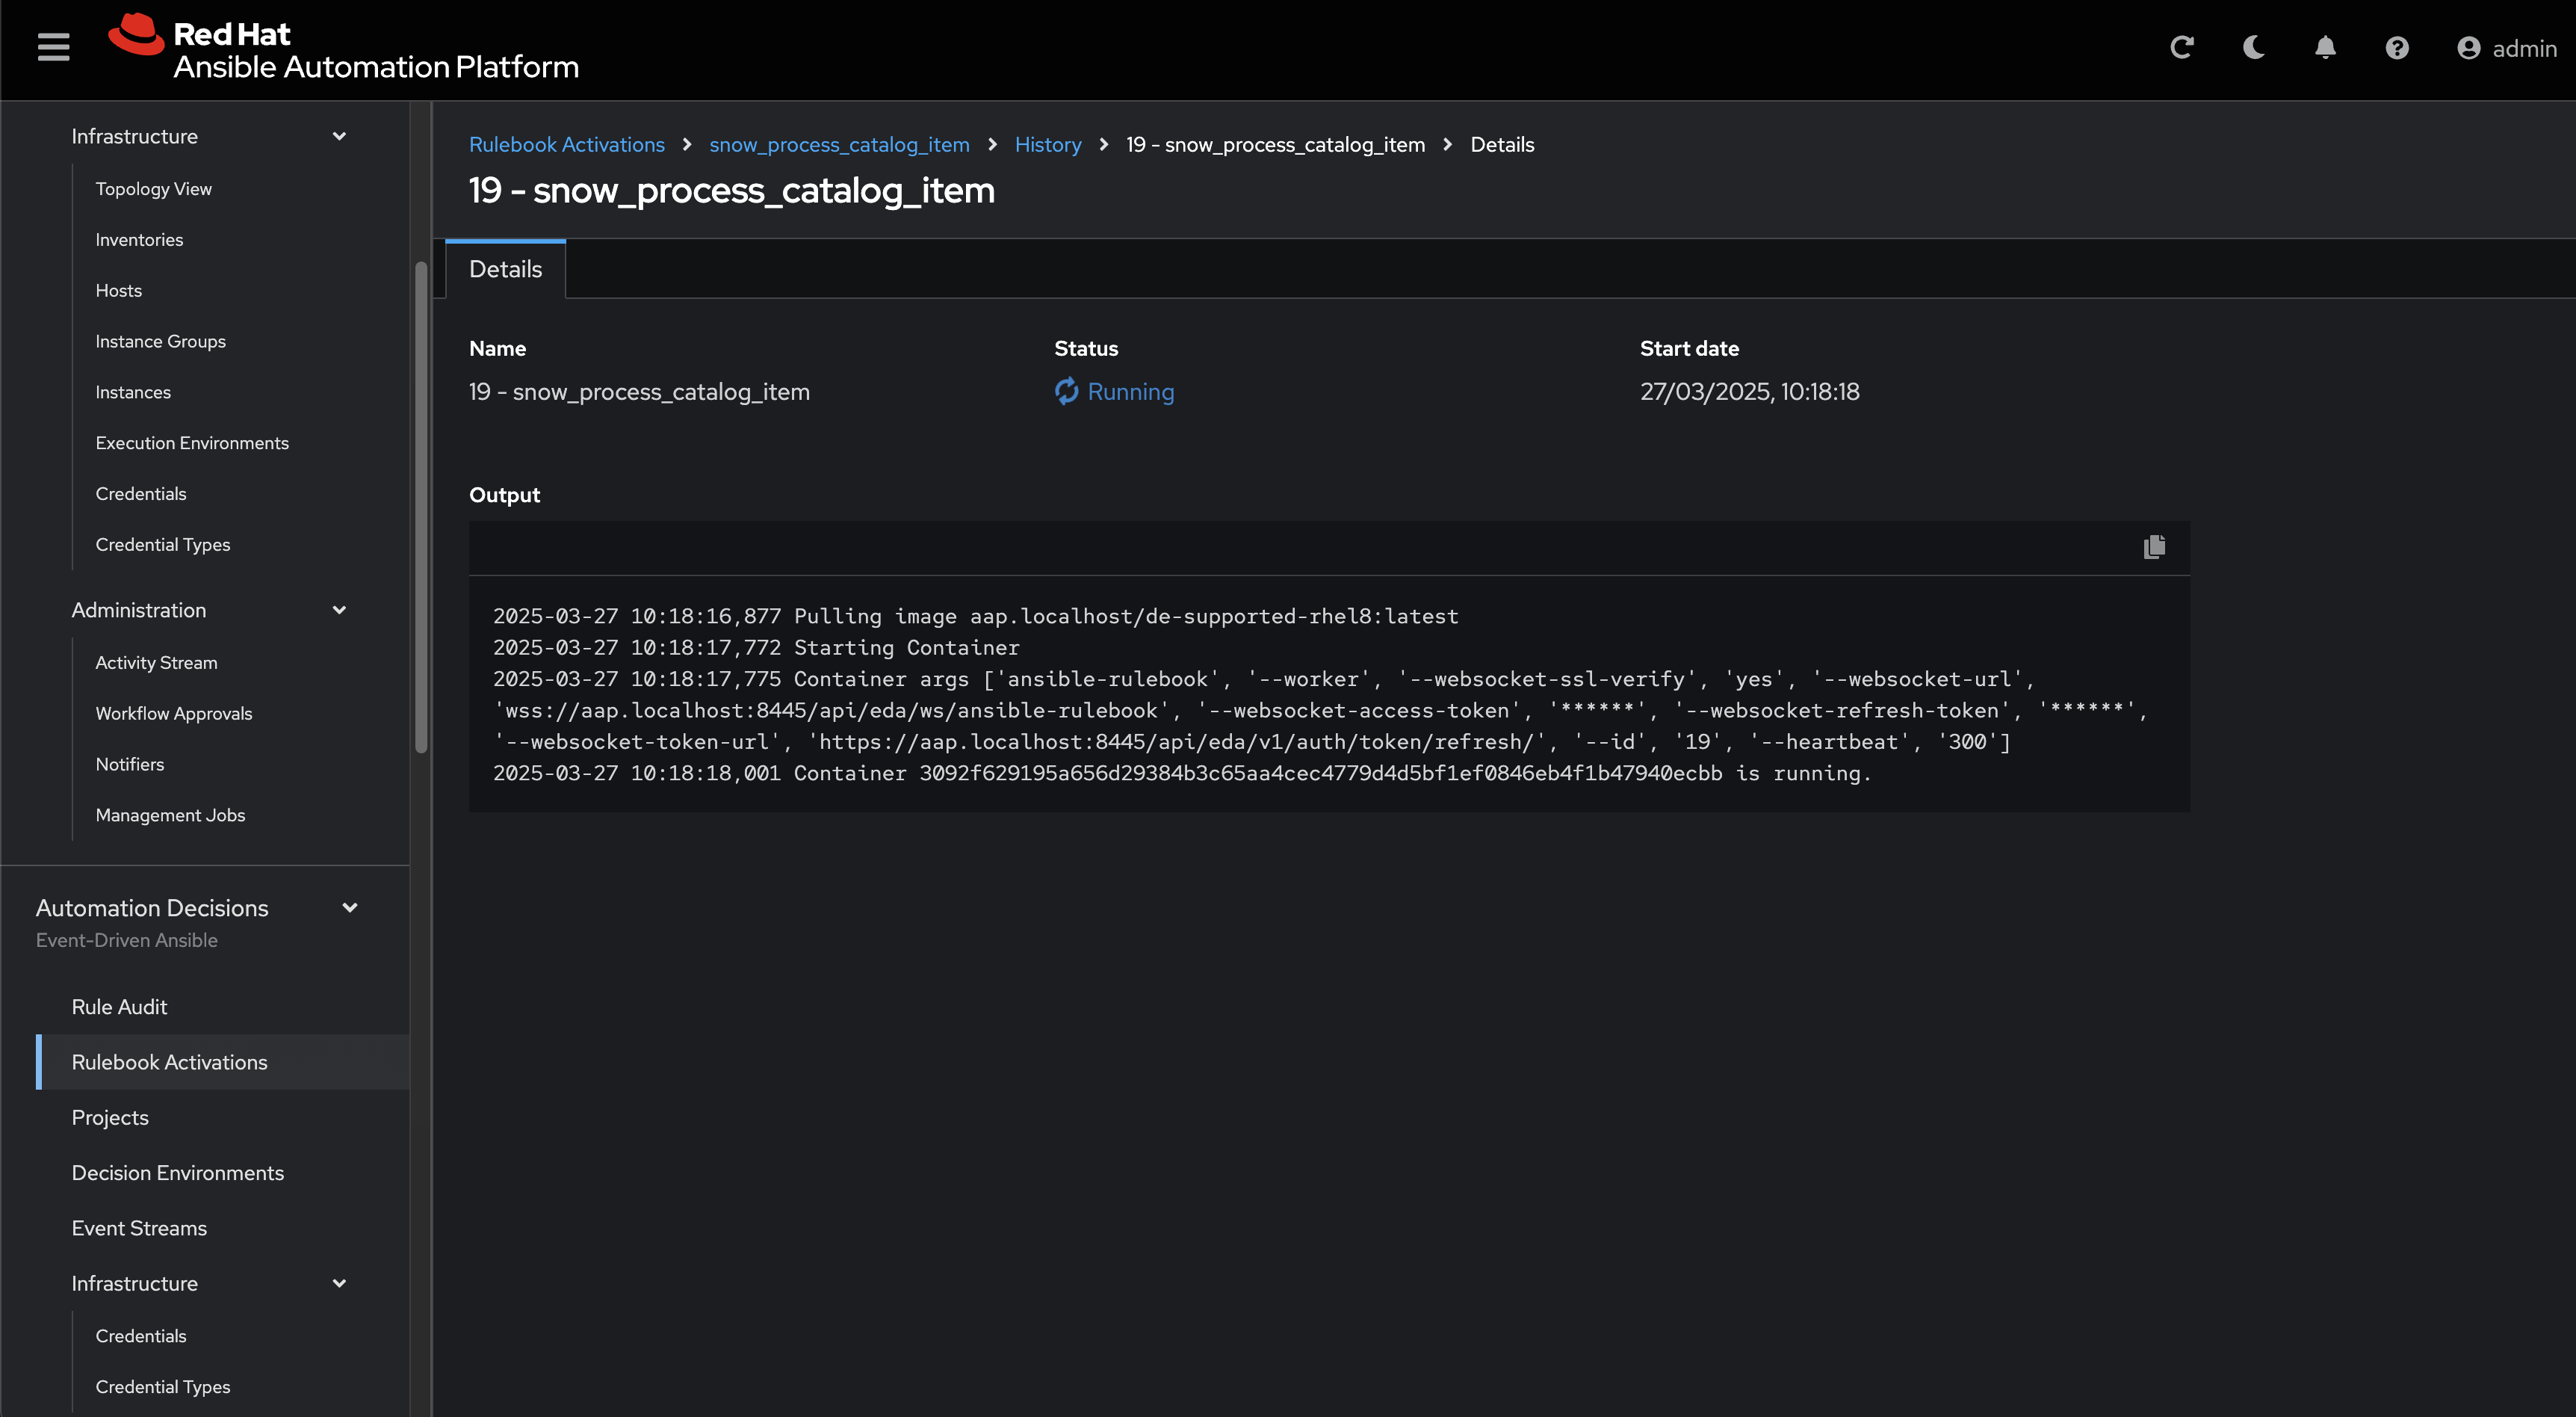 Red Hat
Ansible Automation Platform
admin
Infrastructure
Topology View
Inventories
Hosts
Instance Groups
Instances
Execution Environments
Credentials
Credential Types
Administration
Activity Stream
Workflow Approvals
Notifiers
Management Jobs
Automation Decisions
Event-Driven Ansible
Rule Audit
Rulebook Activations
Projects
Decision Environments
Event Streams
Infrastructure
Credentials
Credential Types
Rulebook Activations > snow_process_catalog_item > History > 19 - snow_process_catalog_item > Details
19 - snow_process_catalog_item
Details
Name
19 - snow_process_catalog_item
Status
Running
Start date
27/03/2025, 10:18:18
Output
2025-03-27 10:18:16,877 Pulling image aap.localhost/de-supported-rhel8:latest
2025-03-27 10:18:17,772 Starting Container
2025-03-27 10:18:17,775 Container args ['ansible-rulebook', '--worker', '--websocket-ssl-verify', 'yes', '--websocket-url',
'wss://aap.localhost:8445/api/eda/ws/ansible-rulebook', '--websocket-access-token', '******', '--websocket-refresh-token', '******',
'--websocket-token-url', 'https://aap.localhost:8445/api/eda/v1/auth/token/refresh/', '--id', '19', '--heartbeat', '300']
2025-03-27 10:18:18,001 Container 3092f629195a656d29384b3c65aa4cec4779d4d5bf1ef0846eb4f1b47940ecbb is running.